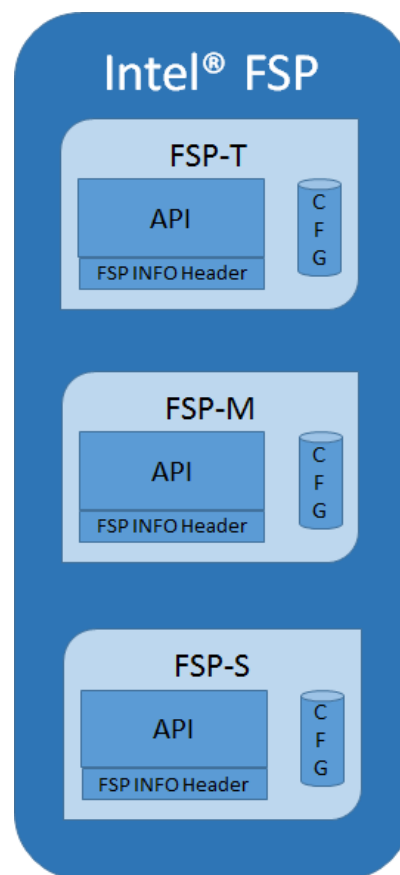 Intel® FSP
FSP-T
API
FSP INFO Header
C
F
G
FSP-M
API
FSP INFO Header
C
F
G
FSP-S
API
FSP INFO Header
C
F
G